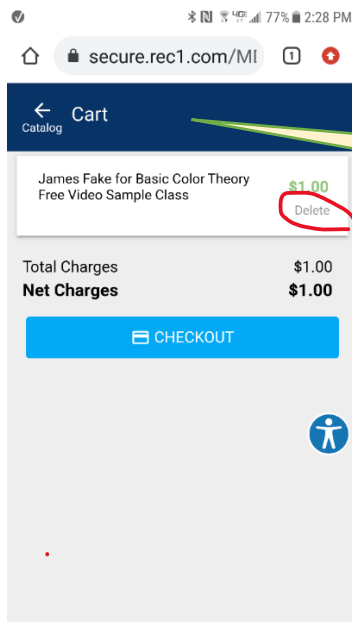 77% 2:28 PM
secure.rec1.com/MI
1
Cart
Catalog
James Fake for Basic Color Theory $1.00
Free Video Sample Class
Delete
Total Charges $1.00
Net Charges $1.00
CHECKOUT